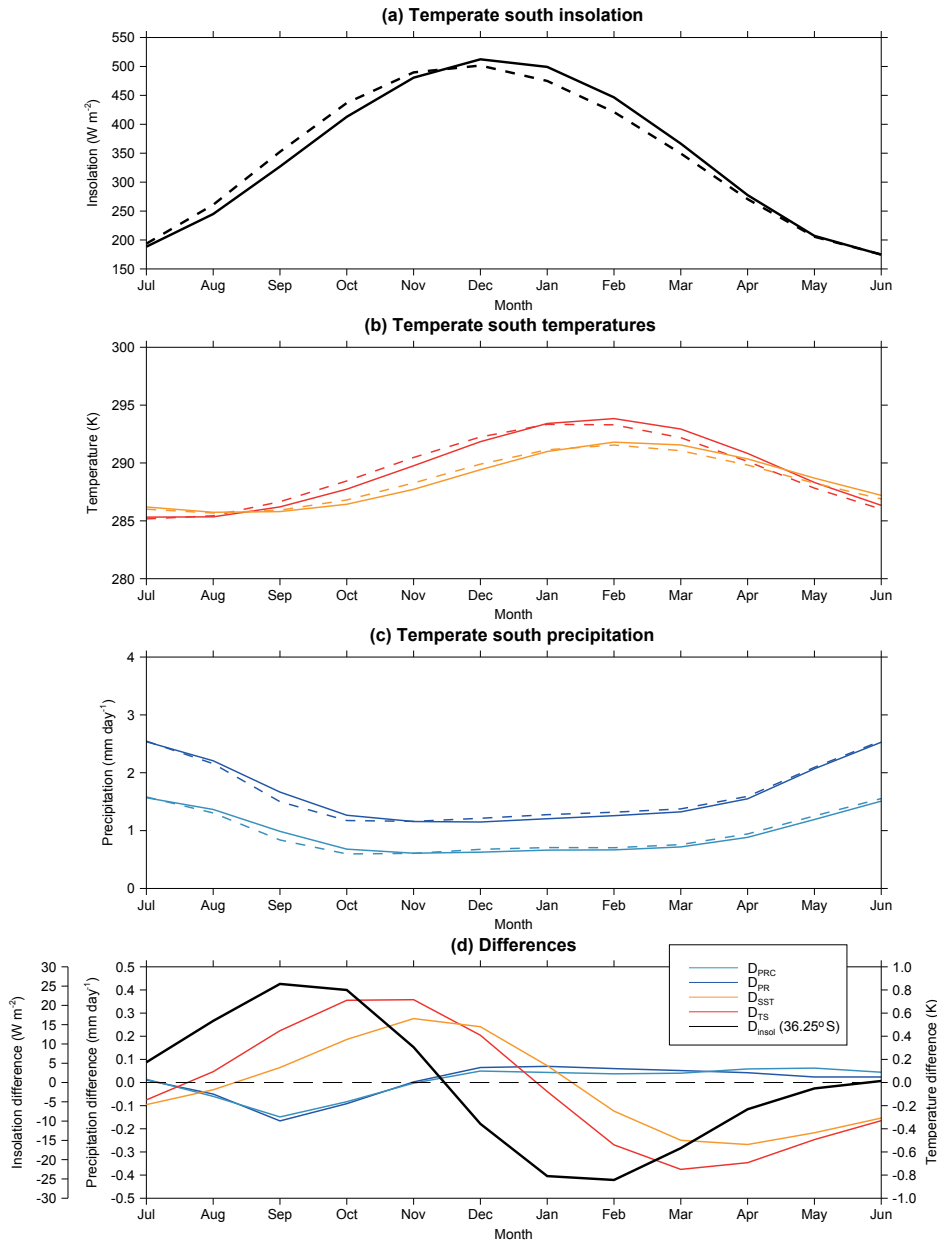 (a) Temperate south insolation
550
500
450
400
350
300
250
200
150
Insolation (W m-2)
Jul Aug Sep Oct Nov Dec Jan Feb Mar Apr May Jun
Month
(b) Temperate south temperatures
300
295
290
285
280
Temperature (K)
Jul Aug Sep Oct Nov Dec Jan Feb Mar Apr May Jun
Month
(c) Temperate south precipitation
4
3
2
1
0
Precipitation (mm day-1)
Jul Aug Sep Oct Nov Dec Jan Feb Mar Apr May Jun
Month
(d) Differences
30 0.5 1.0
25 0.4 0.8
20 0.3 0.6
15 0.2 0.4
10 0.1 0.2
5 0.0 0.0
0 -0.1 -0.2
-5 -0.2 -0.4
-10 -0.3 -0.6
-15 -0.4 -0.8
-20 -0.5 -1.0
-25
-30
Insolation difference (W m-2)
Precipitation difference (mm day-1)
Temperature difference (K)
DPRC
DPR
DSST
DTS
Dinsol (36.25° S)
Jul Aug Sep Oct Nov Dec Jan Feb Mar Apr May Jun
Month